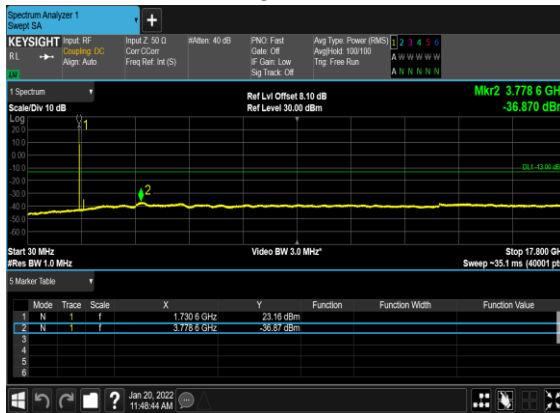 Spectrum Analyzer 1
Swept SA
+
KEYSIGHT Input: RF Input Z: 50 Ω #Atten: 40 dB PNO: Fast Avg Type: Power (RMS) 1 2 3 4 5 6
RL Coupling: DC Corr CCorr Gate: Off Avg|Hold: 100/100 A W W W W W
Align: Auto Freq Ref: Int (S) IF Gain: Low Trig: Free Run
Sig Track: Off A N N N N N
1 Spectrum Ref Lvl Offset 8.10 dB Mkr2 3.778 6 GH
Scale/Div 10 dB Ref Level 30.00 dBm -36.870 dB
Log
20.0 1
10.0
0.00
-10.0 DL1 -13.00 dB
-20.0
-30.0 2
-40.0
-50.0
-60.0
Start 30 MHz Video BW 3.0 MHz* Stop 17.800 GH
#Res BW 1.0 MHz Sweep ~35.1 ms (40001 pt
5 Marker Table
Mode Trace Scale X Y Function Function Width Function Value
1 N 1 f 1.730 6 GHz 23.16 dBm
2 N 1 f 3.778 6 GHz -36.87 dBm
3
4
5
6
? Jan 20, 2022
11:48:44 AM